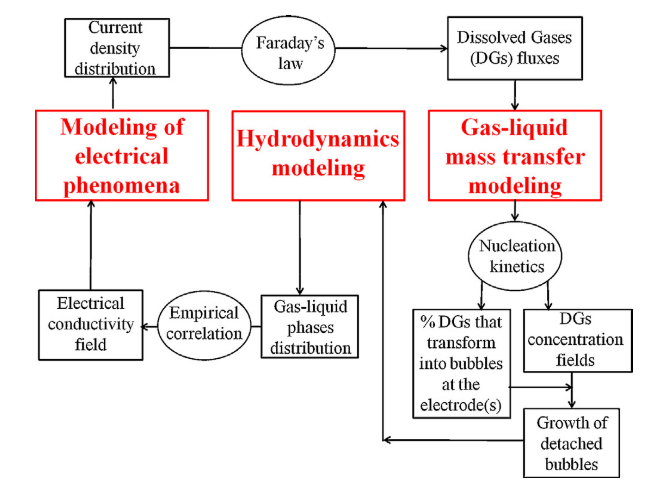 Current
density
distribution
Faraday's
law
Dissolved Gases
(DGs) fluxes
Modeling of
electrical
phenomena
Hydrodynamics
modeling
Gas-liquid
mass transfer
modeling
Nucleation
kinetics
Electrical
conductivity
field
Empirical
correlation
Gas-liquid
phases
distribution
% DGs that
transform
into bubbles
at the
electrode(s)
DGs
concentration
fields
Growth of
detached
bubbles